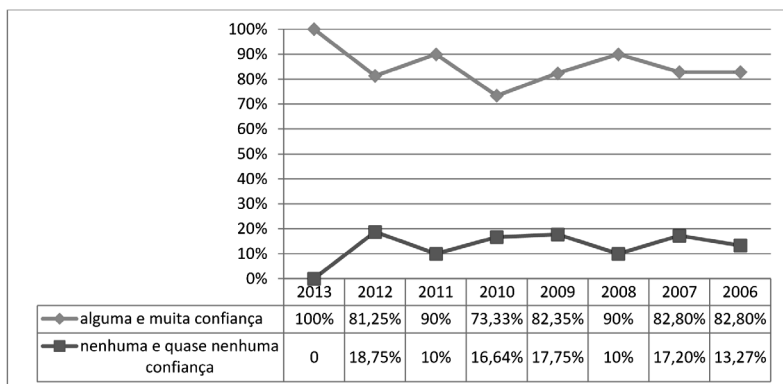 100%
90%
80%
70%
60%
50%
40%
30%
20%
10%
0%
2013 2012 2011 2010 2009 2008 2007 2006
alguma e muita confiança 100% 81,25% 90% 73,33% 82,35% 90% 82,80% 82,80%
nenhuma e quase nenhuma
confiança 0 18,75% 10% 16,64% 17,75% 10% 17,20% 13,27%